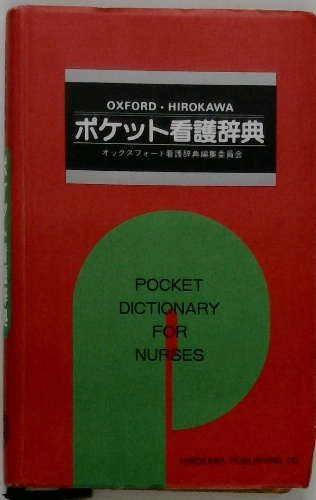 OXFORD・HIROKAWA
ポケット看護辞典
オックスフォード看護辞典編集委員会
POCKET
DICTIONARY
FOR
NURSES
HIROKAWA PUBLISHING CO